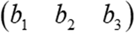 (b₁ b₂ b₃)